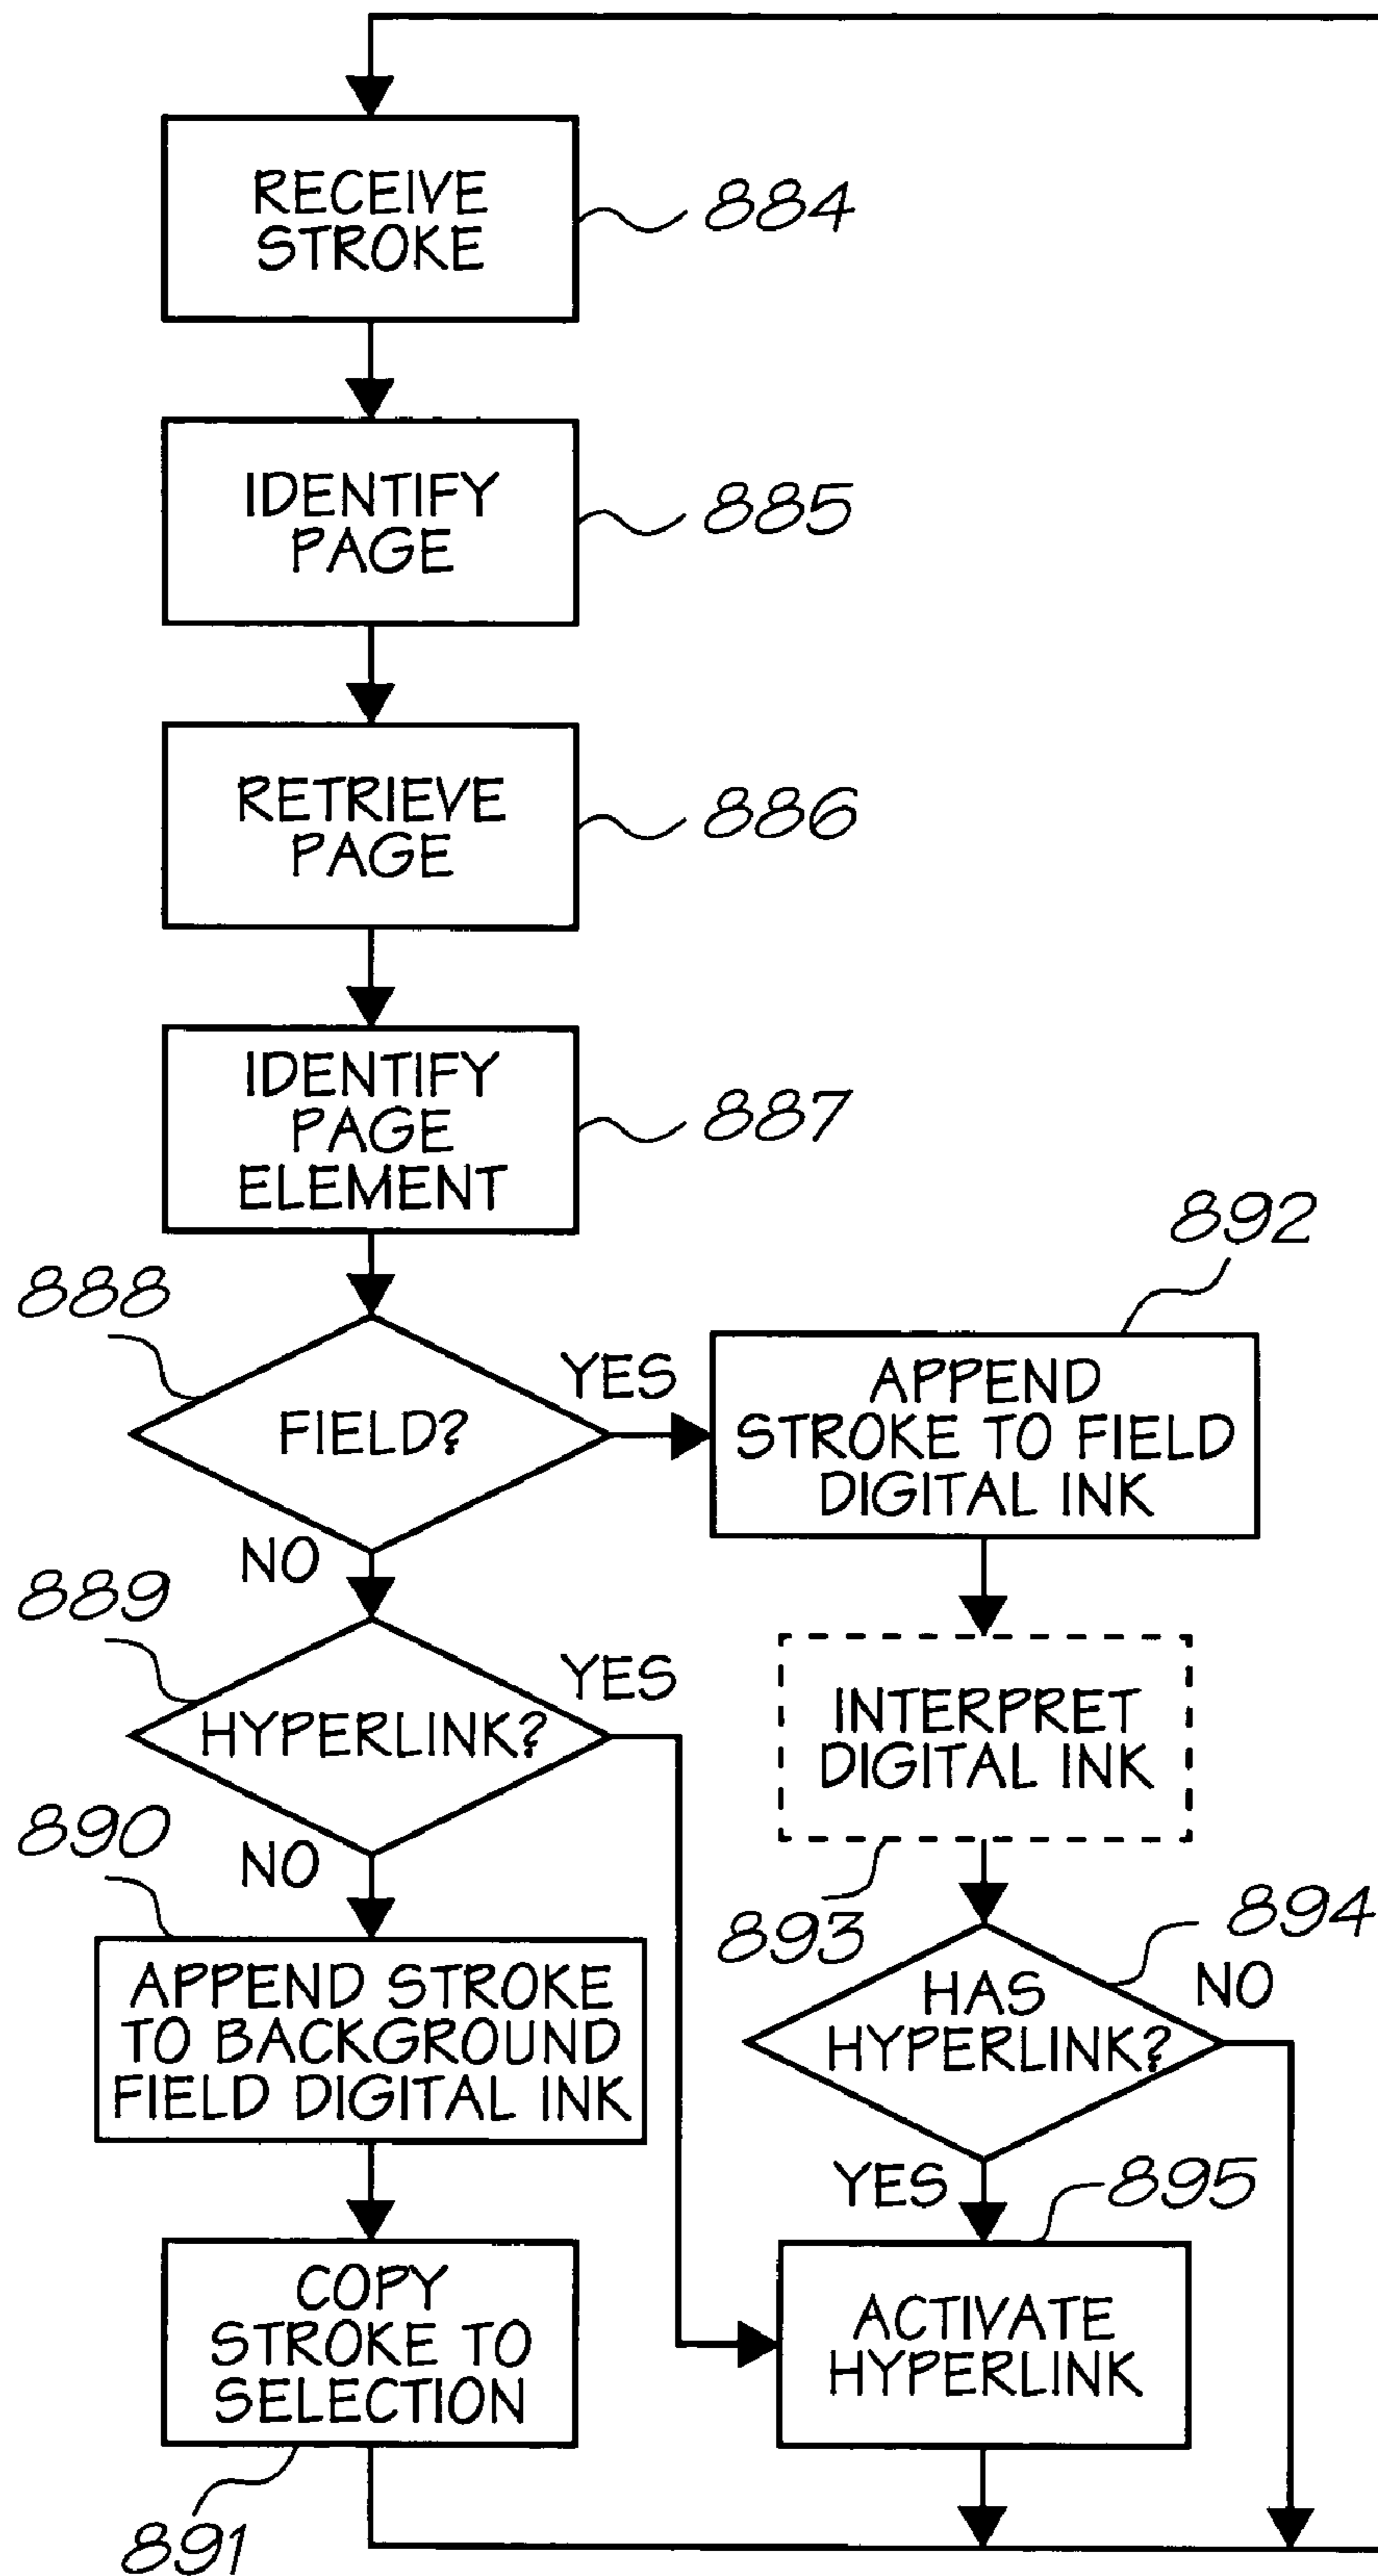 RECEIVE
STROKE
884
IDENTIFY
PAGE
885
RETRIEVE
PAGE
886
IDENTIFY
PAGE
ELEMENT
887
888
FIELD?
YES
NO
892
APPEND
STROKE TO FIELD
DIGITAL INK
889
HYPERLINK?
YES
NO
INTERPRET
DIGITAL INK
893
890
APPEND STROKE
TO BACKGROUND
FIELD DIGITAL INK
894
HAS
HYPERLINK?
NO
YES
895
COPY
STROKE TO
SELECTION
891
ACTIVATE
HYPERLINK